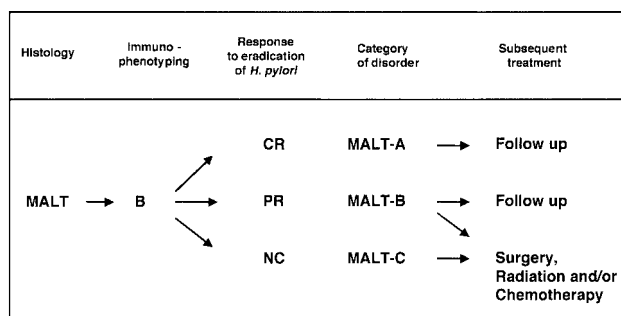 Histology
Immuno -
phenotyping
Response
to eradication
of H. pylori
Category
of disorder
Subsequent
treatment
CR MALT-A Follow up
MALT B PR MALT-B Follow up
NC MALT-C Surgery,
Radiation and/or
Chemotherapy